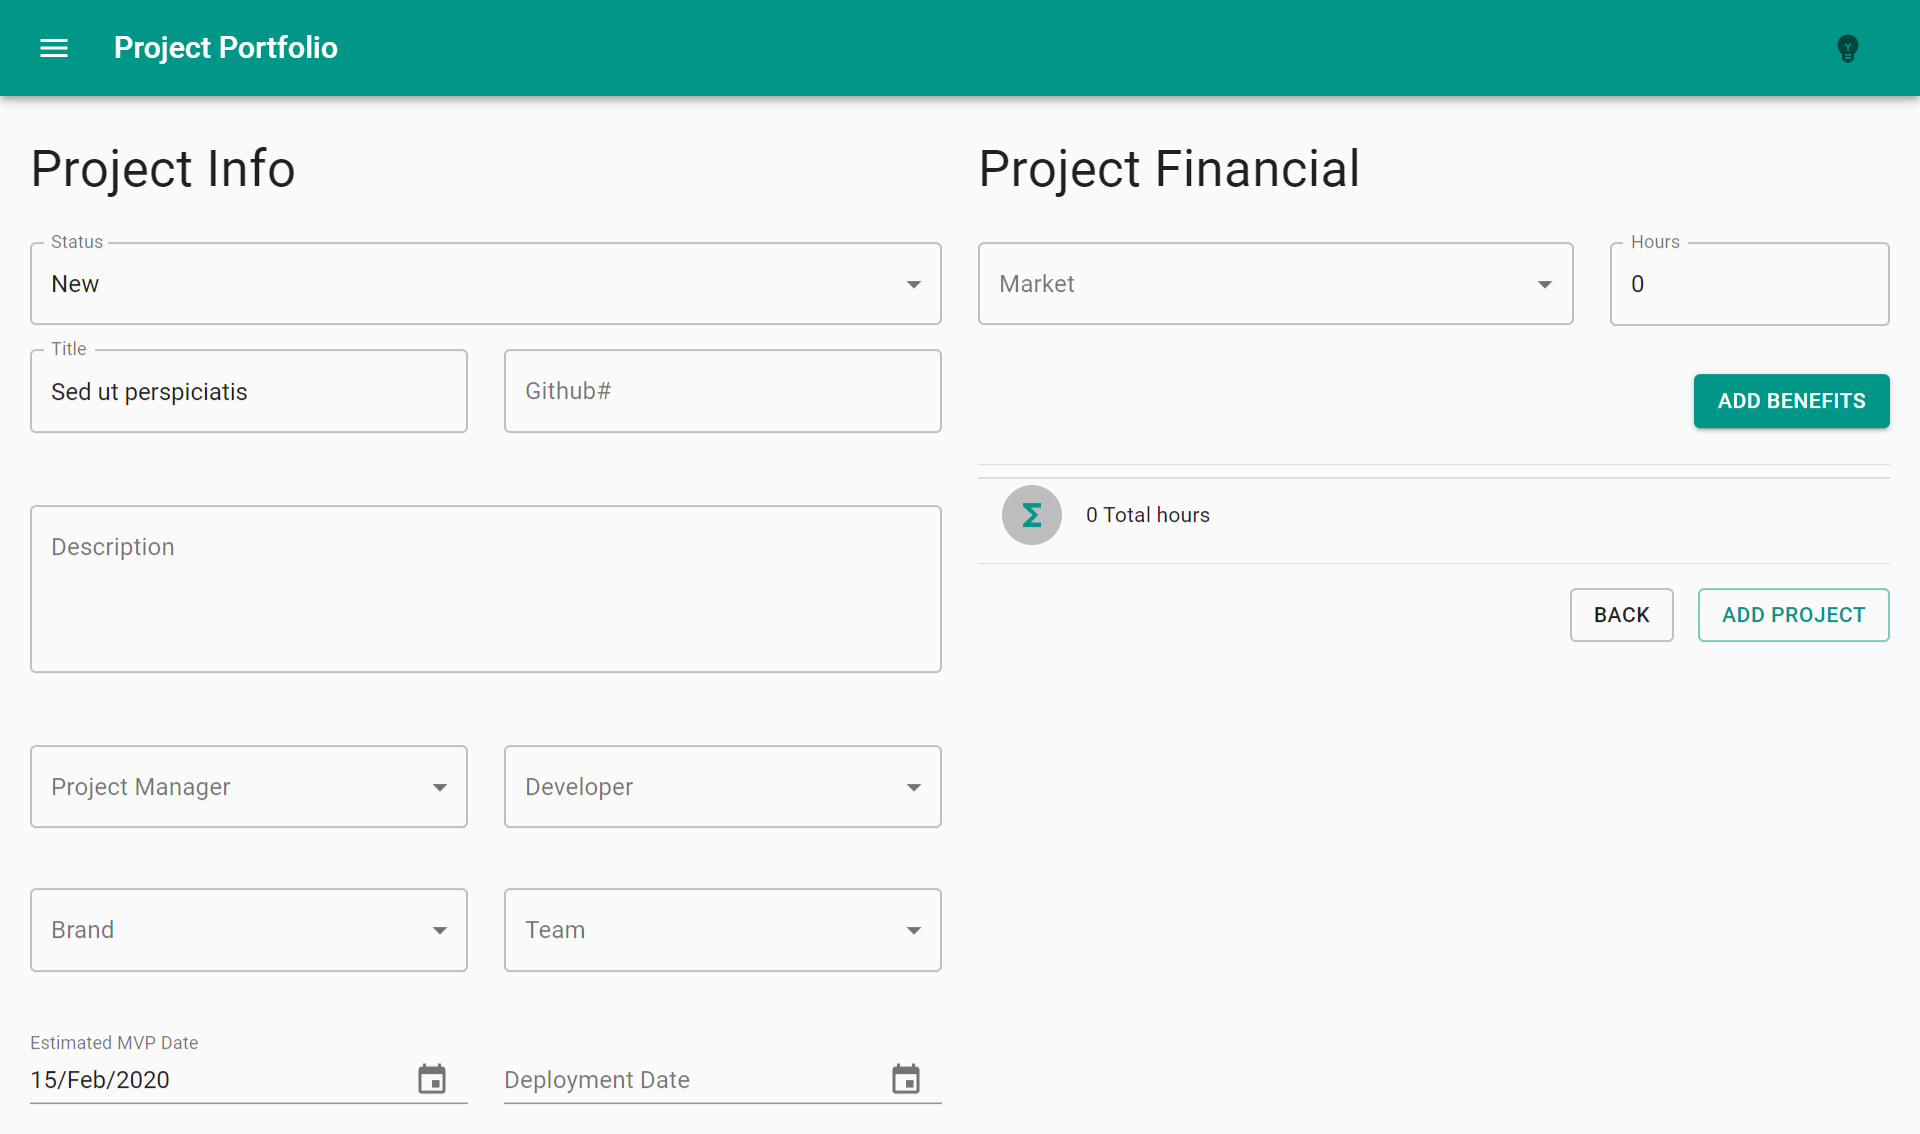 Project Portfolio
Project Info
Status
New
Title
Sed ut perspiciatis
Github#
Description
Project Manager
Developer
Brand
Team
Estimated MVP Date
15/Feb/2020
Deployment Date
Project Financial
Market
Hours
0
ADD BENEFITS
0 Total hours
BACK
ADD PROJECT